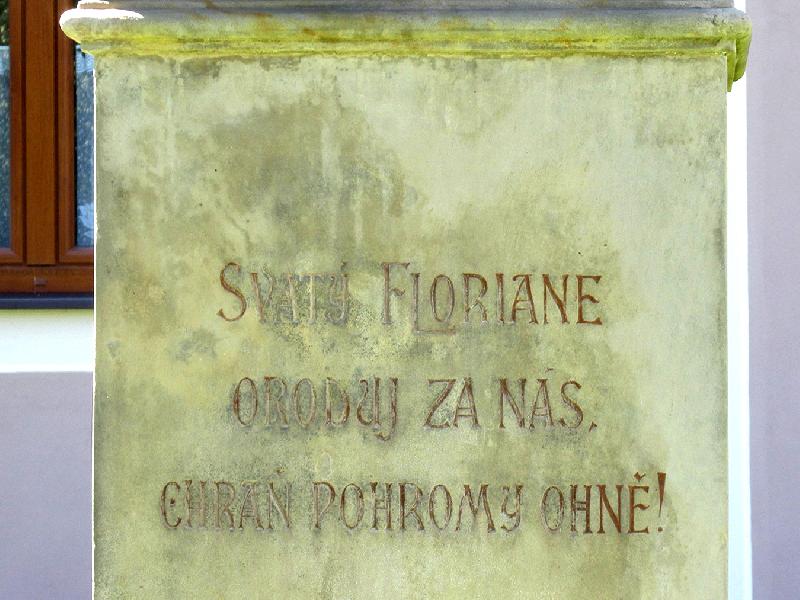 Svatý Floriane
oroduj za nás.
chraň pohromy ohně!